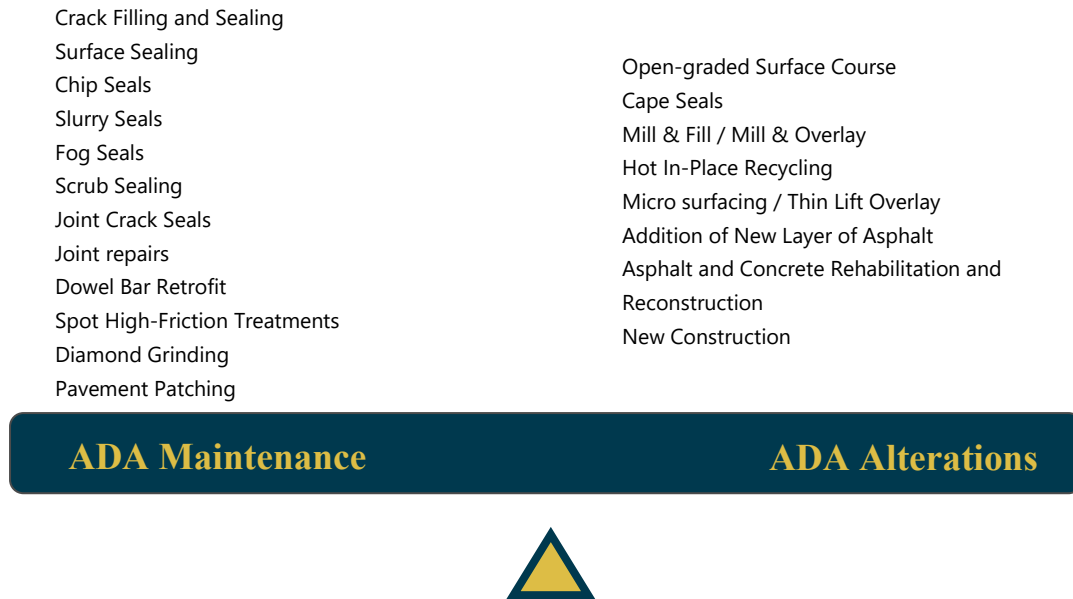 Crack Filling and Sealing
Surface Sealing
Chip Seals
Slurry Seals
Fog Seals
Scrub Sealing
Joint Crack Seals
Joint repairs
Dowel Bar Retrofit
Spot High-Friction Treatments
Diamond Grinding
Pavement Patching
Open-graded Surface Course
Cape Seals
Mill & Fill / Mill & Overlay
Hot In-Place Recycling
Micro surfacing / Thin Lift Overlay
Addition of New Layer of Asphalt
Asphalt and Concrete Rehabilitation and
Reconstruction
New Construction
ADA Maintenance
ADA Alterations